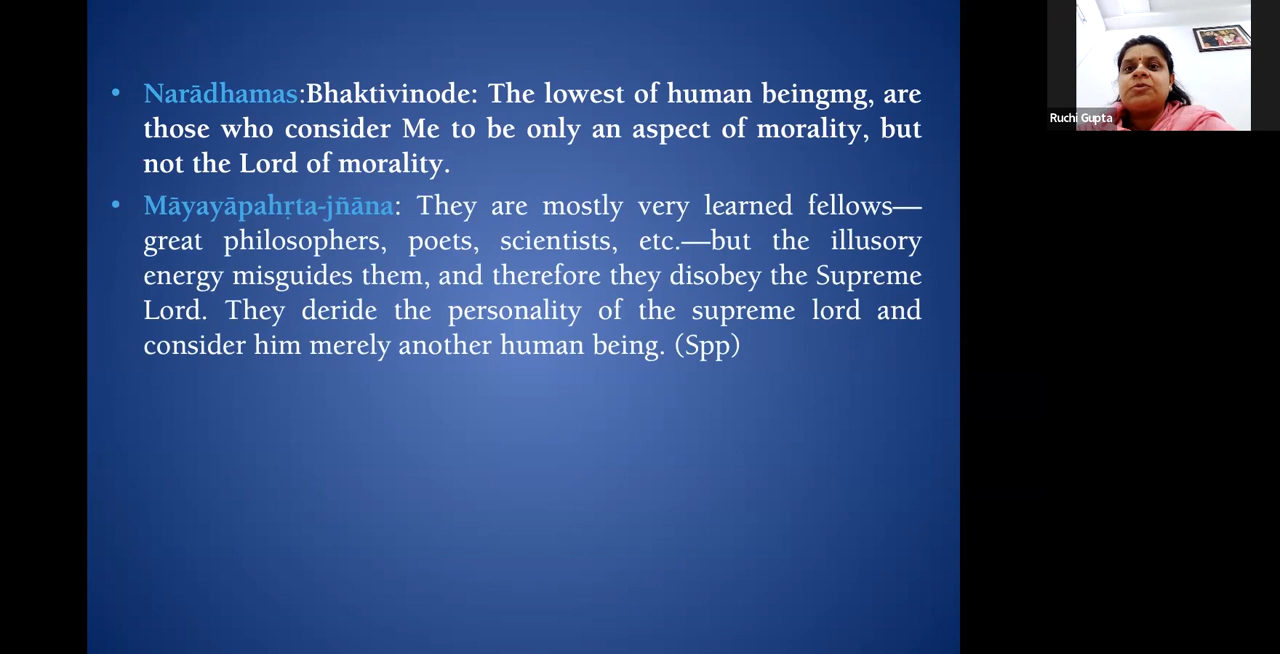 • Narādhamas:Bhaktivinode: The lowest of human beingmg, are
those who consider Me to be only an aspect of morality, but
not the Lord of morality.
• Māyayāpahṛta-jñāna: They are mostly very learned fellows—
great philosophers, poets, scientists, etc.—but the illusory
energy misguides them, and therefore they disobey the Supreme
Lord. They deride the personality of the supreme lord and
consider him merely another human being. (Spp)
Ruchi Gupta